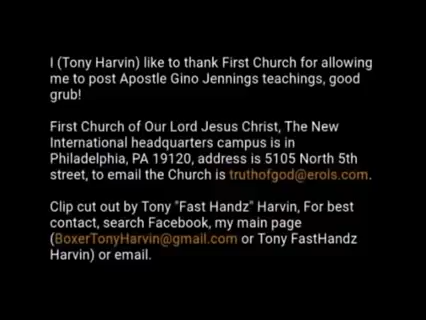 I (Tony Harvin) like to thank First Church for allowing
me to post Apostle Gino Jennings teachings, good
grub!
First Church of Our Lord Jesus Christ, The New
International headquarters campus is in
Philadelphia, PA 19120, address is 5105 North 5th
street, to email the Church is truthofgod@erols.com.
Clip cut out by Tony "Fast Handz" Harvin, For best
contact, search Facebook, my main page
(BoxerTonyHarvin@gmail.com or Tony FastHandz
Harvin) or email.